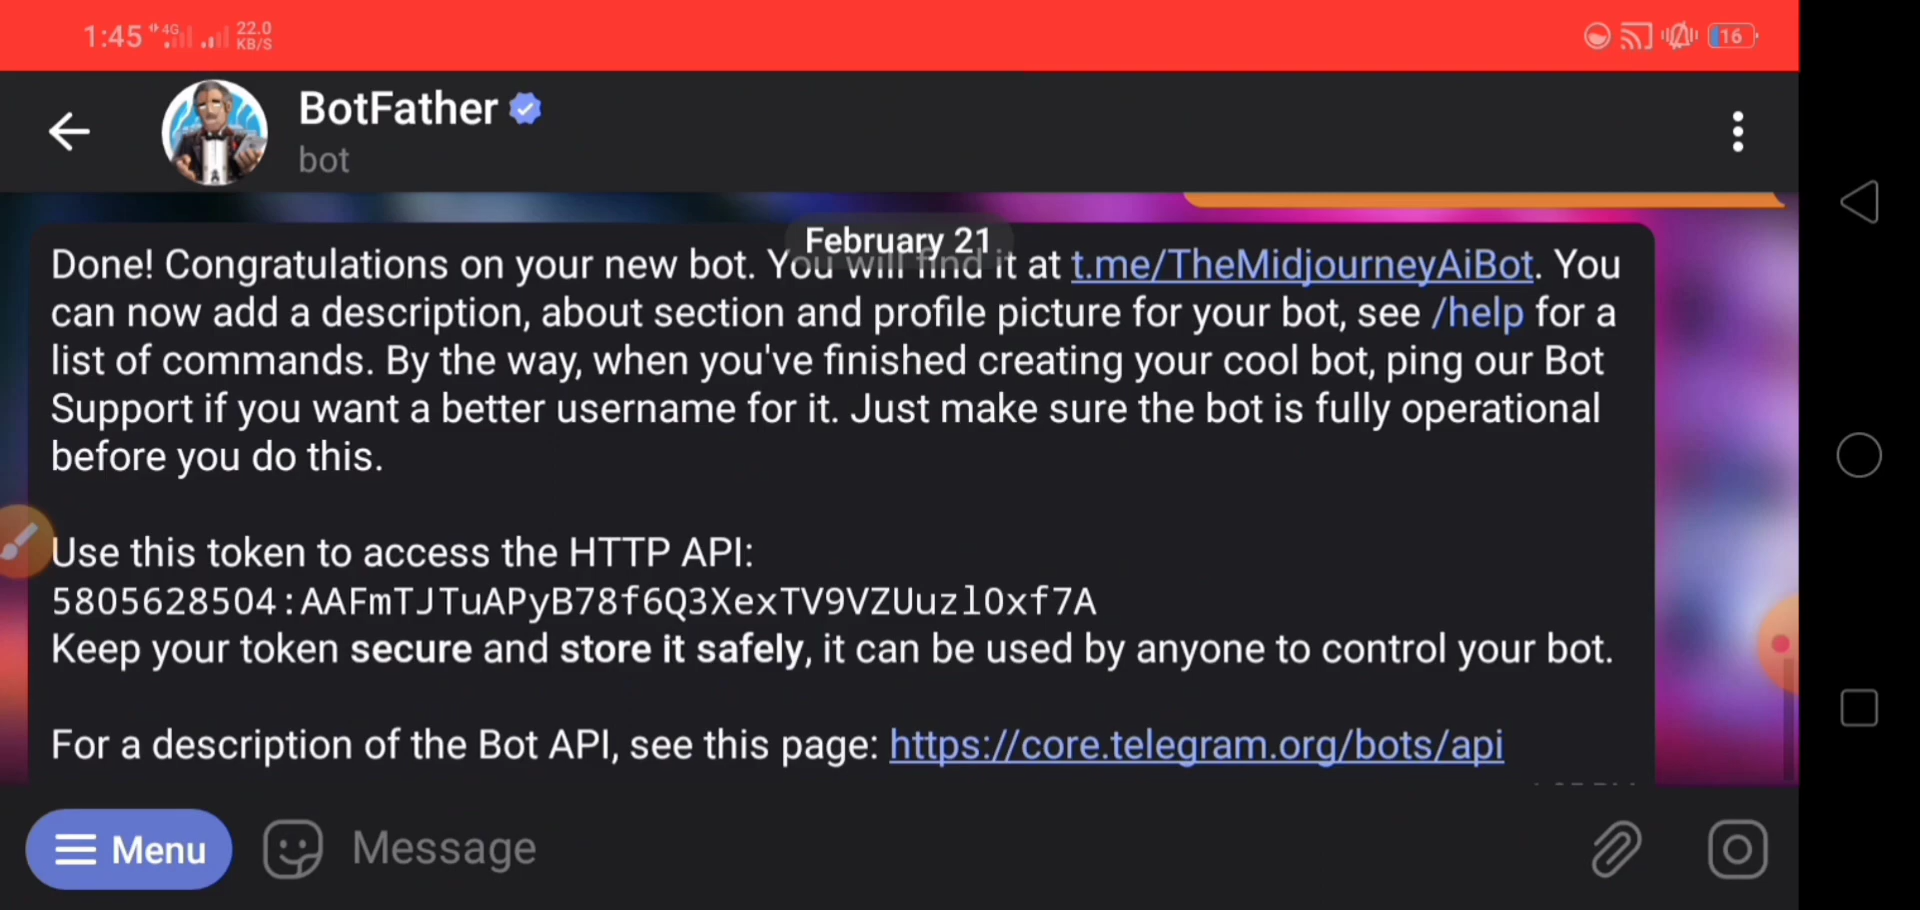 1:45 4G 22.0 KB/S 16
BotFather
bot
February 21
Done! Congratulations on your new bot. You will find it at t.me/TheMidjourneyAiBot. You
can now add a description, about section and profile picture for your bot, see /help for a
list of commands. By the way, when you've finished creating your cool bot, ping our Bot
Support if you want a better username for it. Just make sure the bot is fully operational
before you do this.
Use this token to access the HTTP API:
5805628504:AAFmTJTuAPyB78f6Q3XexTV9VZUuzl0xf7A
Keep your token secure and store it safely, it can be used by anyone to control your bot.
For a description of the Bot API, see this page: https://core.telegram.org/bots/api
Menu Message